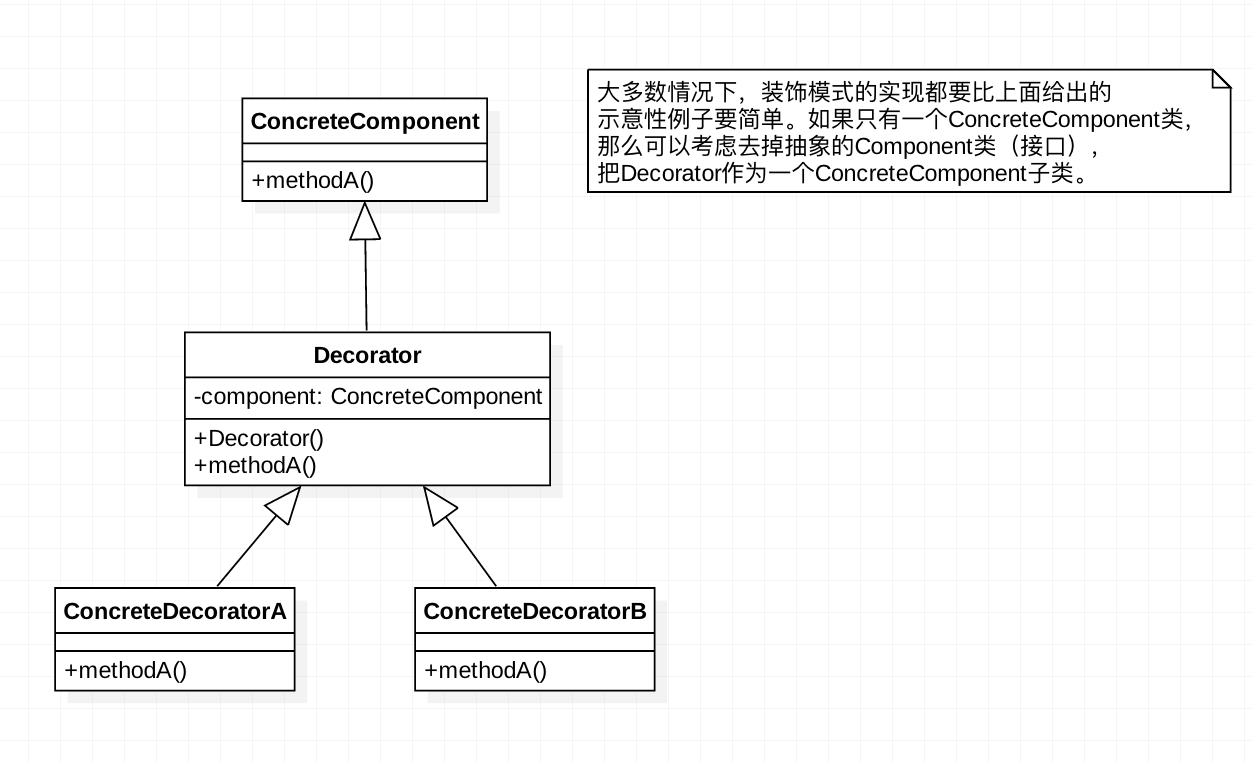 ConcreteComponent
+methodA()
大多数情况下，装饰模式的实现都要比上面给出的
示意性例子要简单。如果只有一个ConcreteComponent类，
那么可以考虑去掉抽象的Component类（接口），
把Decorator作为一个ConcreteComponent子类。
Decorator
-component: ConcreteComponent
+Decorator()
+methodA()
ConcreteDecoratorA
+methodA()
ConcreteDecoratorB
+methodA()